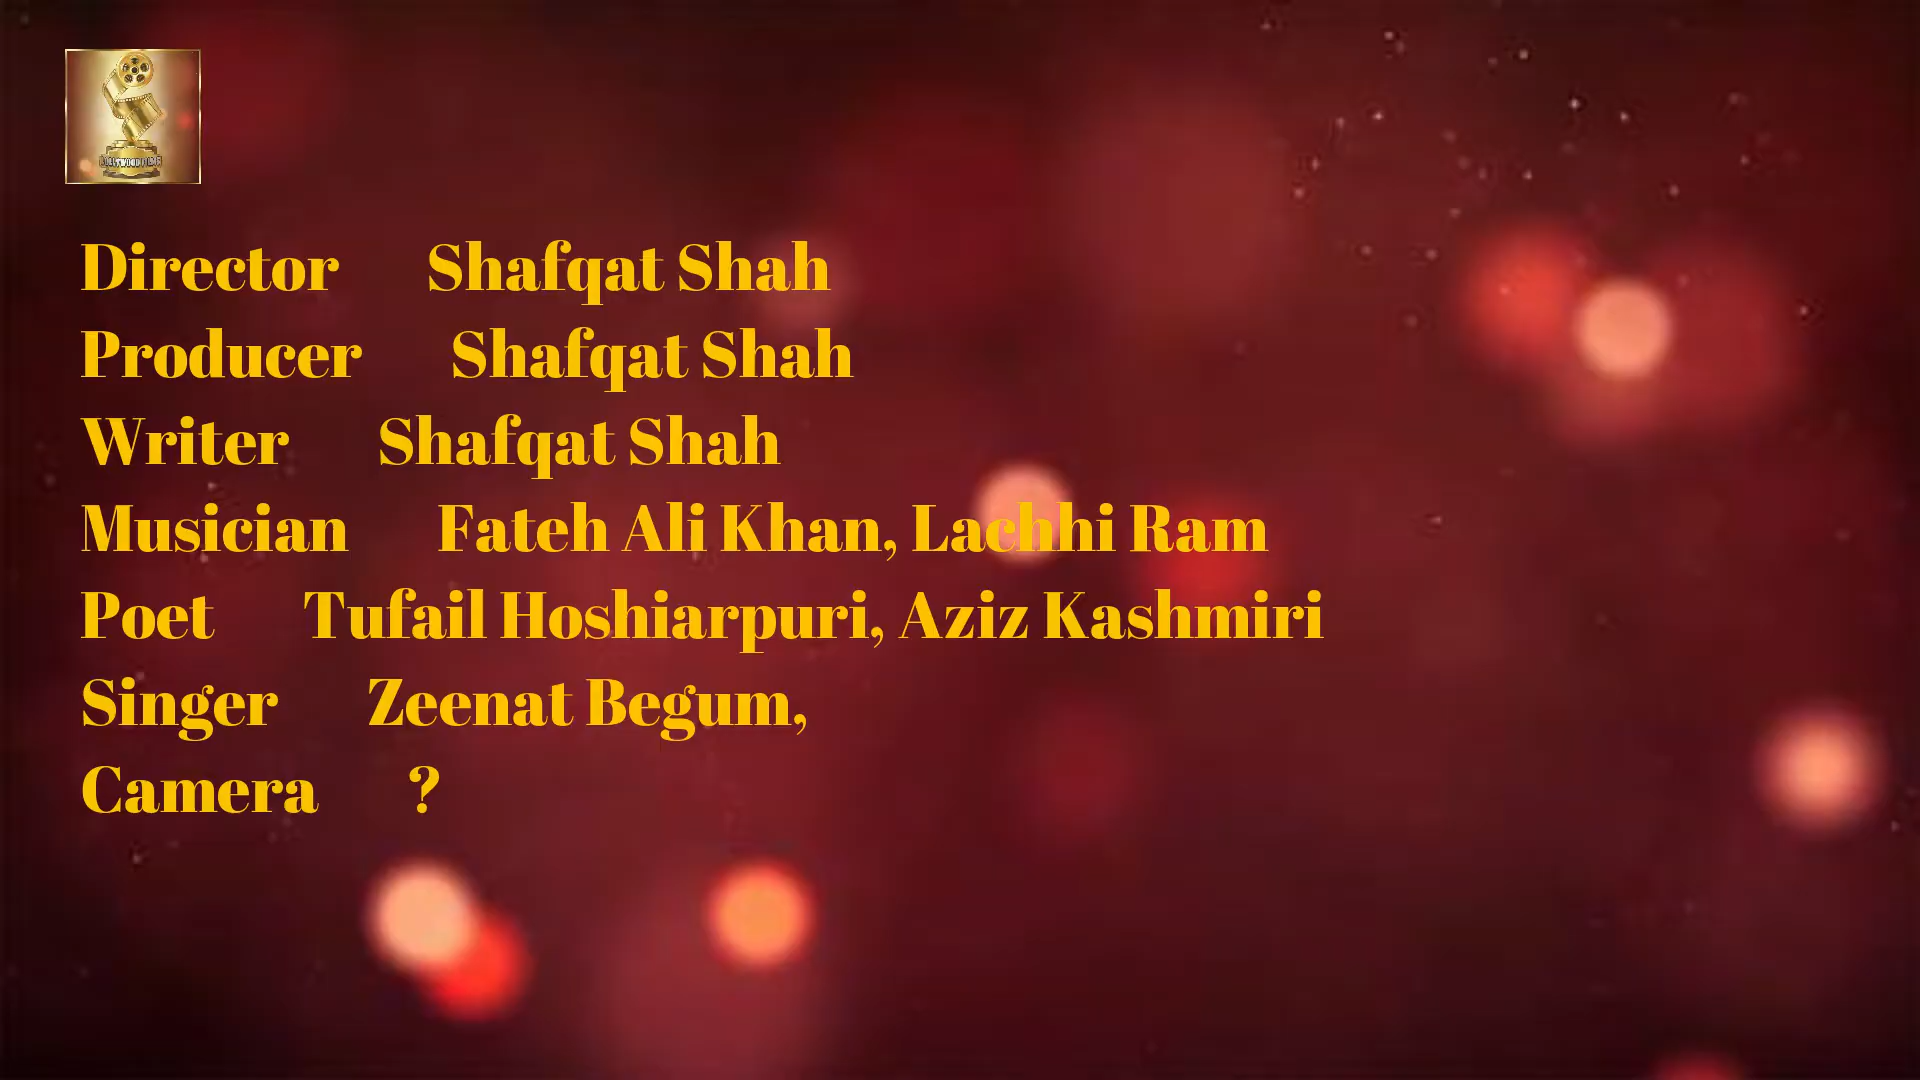 Director Shafqat Shah
Producer Shafqat Shah
Writer Shafqat Shah
Musician Fateh Ali Khan, Lachhi Ram
Poet Tufail Hoshiarpuri, Aziz Kashmiri
Singer Zeenat Begum,
Camera ?